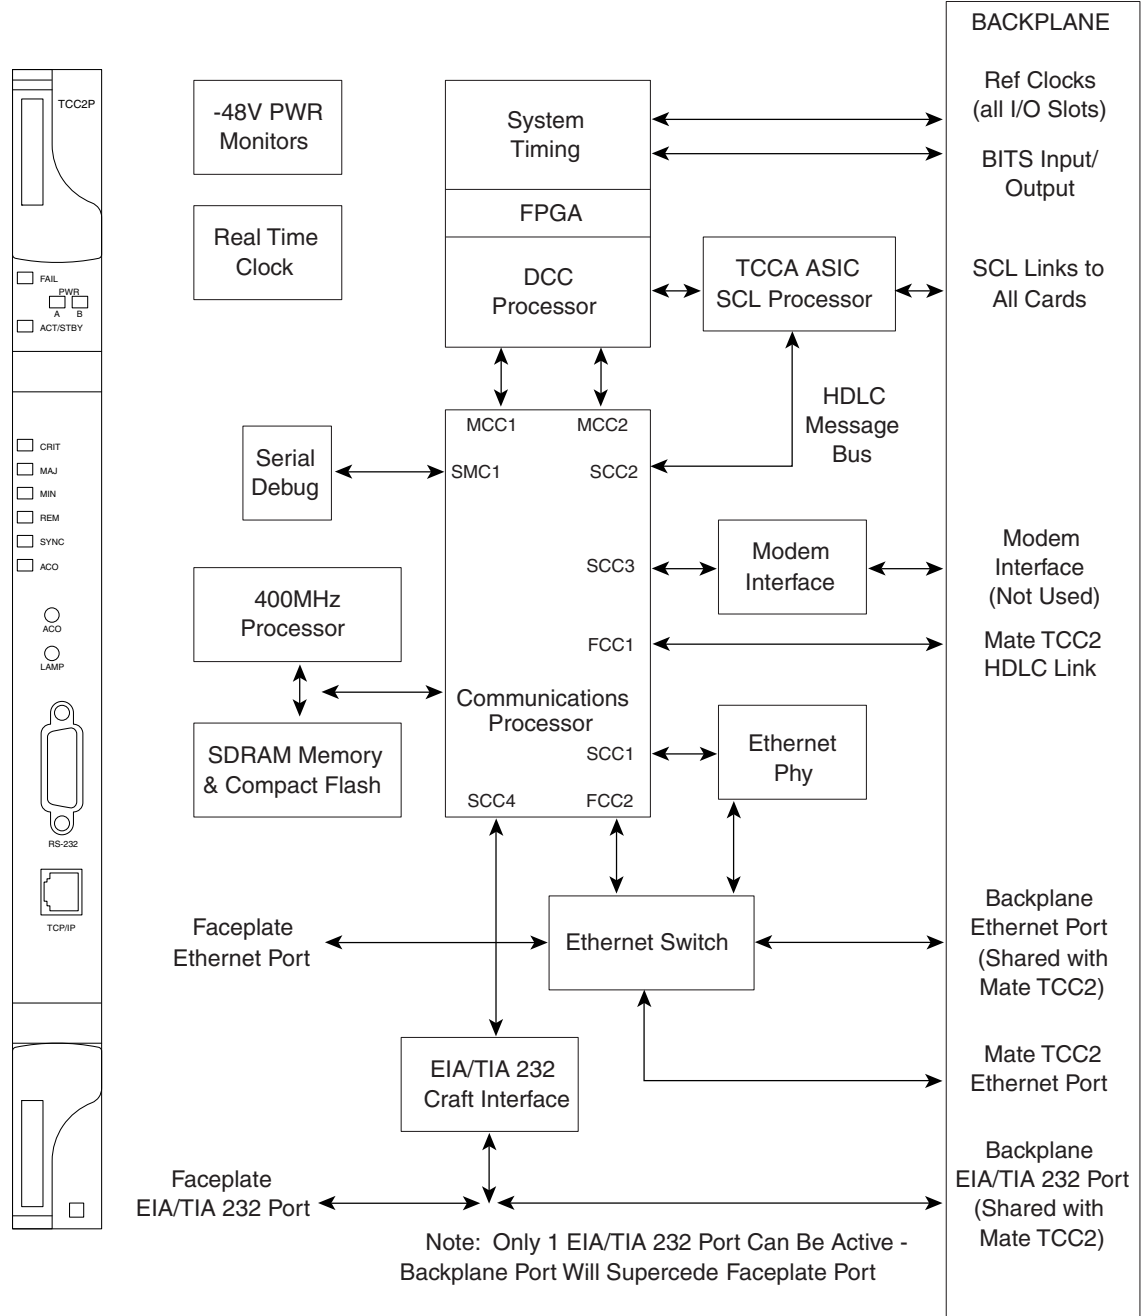 BACKPLANE
TCC2P
FAIL
PWR
A B
ACT/STBY
CRIT
MAJ
MIN
REM
SYNC
ACO
ACO
LAMP
RS-232
TCP/IP
-48V PWR
Monitors
Real Time
Clock
System
Timing
FPGA
DCC
Processor
TCCA ASIC
SCL Processor
Ref Clocks
(all I/O Slots)
BITS Input/
Output
SCL Links to
All Cards
HDLC
Message
Bus
MCC1 MCC2
Serial
Debug
SMC1
SCC2
SCC3
Modem
Interface
Modem
Interface
(Not Used)
400MHz
Processor
FCC1
Mate TCC2
HDLC Link
Communications
Processor
SDRAM Memory
& Compact Flash
SCC1
Ethernet
Phy
SCC4 FCC2
Faceplate
Ethernet Port
Ethernet Switch
Backplane
Ethernet Port
(Shared with
Mate TCC2)
EIA/TIA 232
Craft Interface
Mate TCC2
Ethernet Port
Faceplate
EIA/TIA 232 Port
Backplane
EIA/TIA 232 Port
(Shared with
Mate TCC2)
Note: Only 1 EIA/TIA 232 Port Can Be Active -
Backplane Port Will Supercede Faceplate Port